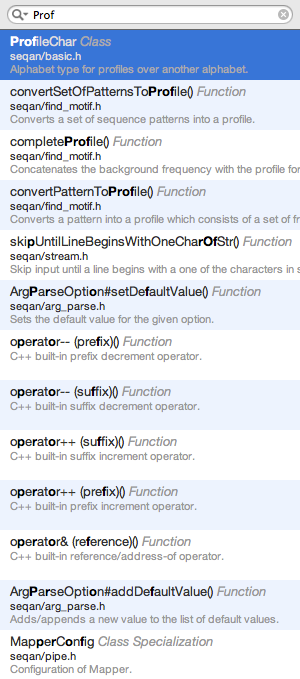 Prof
ProfileChar Class
seqan/basic.h
Alphabet type for profiles over another alphabet.
convertSetOfPatternsToProfile() Function
seqan/find_motif.h
Converts a set of sequence patterns into a profile.
completeProfile() Function
seqan/find_motif.h
Concatenates the background frequency with the profile for
convertPatternToProfile() Function
seqan/find_motif.h
Converts a pattern into a profile which consists of a set of fr
skipUntilLineBeginsWithOneCharOfStr() Function
seqan/stream.h
Skip input until a line begins with a one of the characters in s
ArgParseOption#setDefaultValue() Function
seqan/arg_parse.h
Sets the default value for the given option.
operator-- (prefix)() Function
C++ built-in prefix decrement operator.
operator-- (suffix)() Function
C++ built-in suffix decrement operator.
operator++ (suffix)() Function
C++ built-in suffix increment operator.
operator++ (prefix)() Function
C++ built-in prefix increment operator.
operator& (reference)() Function
C++ built-in reference/address-of operator.
ArgParseOption#addDefaultValue() Function
seqan/arg_parse.h
Adds/appends a new value to the list of default values.
MapperConfig Class Specialization
seqan/pipe.h
Configuration of Mapper.